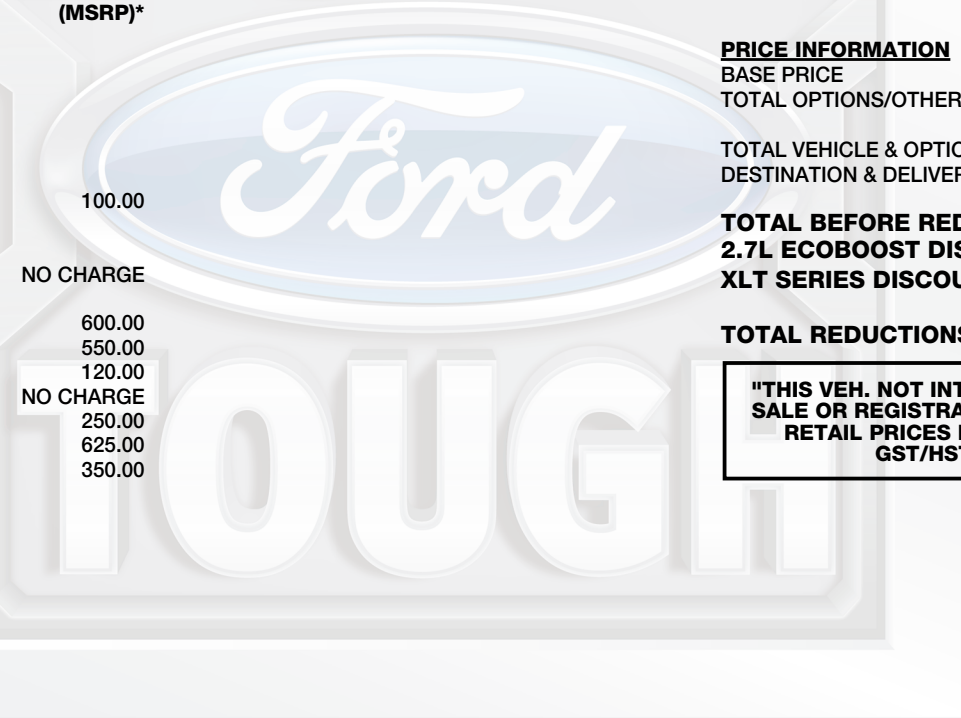 (MSRP)*
100.00
NO CHARGE
600.00
550.00
120.00
NO CHARGE
250.00
625.00
350.00
Ford
TOUGH
PRICE INFORMATION
BASE PRICE
TOTAL OPTIONS/OTHER
TOTAL VEHICLE & OPTIO
DESTINATION & DELIVER
TOTAL BEFORE RED
2.7L ECOBOOST DIS
XLT SERIES DISCOU
TOTAL REDUCTIONS
"THIS VEH. NOT INT
SALE OR REGISTRA
RETAIL PRICES
GST/HST